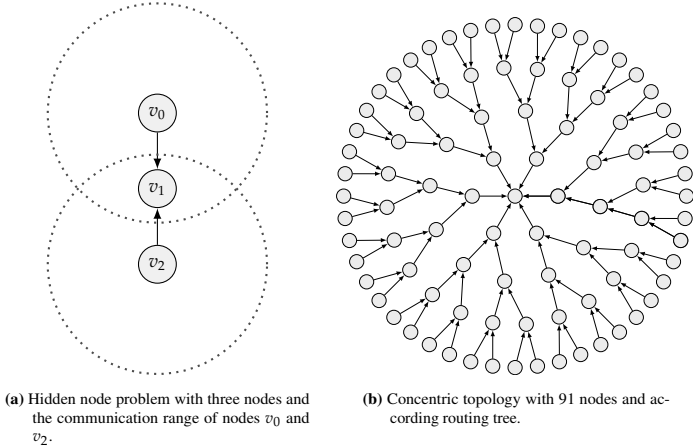 v0
v1
v2
(a) Hidden node problem with three nodes and
the communication range of nodes v0 and
v2.
(b) Concentric topology with 91 nodes and ac-
cording routing tree.